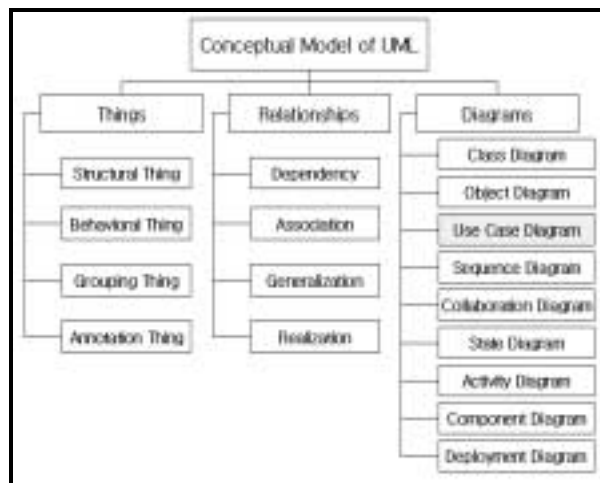 Conceptual Model of UML
Things
Structural Thing
Behavioral Thing
Grouping Thing
Annotation Thing
Relationships
Dependency
Association
Generalization
Realization
Diagrams
Class Diagram
Object Diagram
Use Case Diagram
Sequence Diagram
Collaboration Diagram
State Diagram
Activity Diagram
Component Diagram
Deployment Diagram